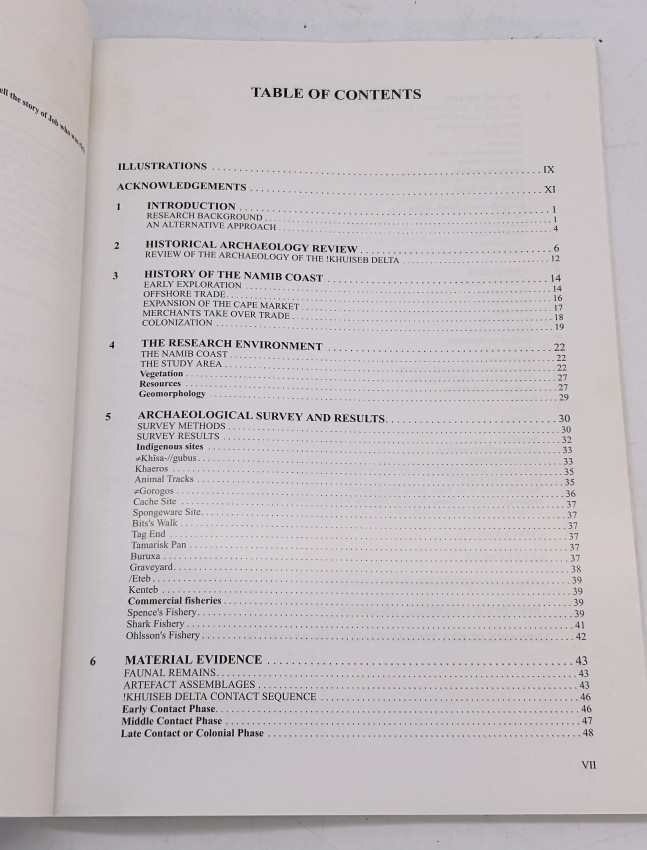 ell the story of Job who was
TABLE OF CONTENTS
ILLUSTRATIONS IX
ACKNOWLEDGEMENTS XI
1 INTRODUCTION 1
RESEARCH BACKGROUND 1
AN ALTERNATIVE APPROACH 4
2 HISTORICAL ARCHAEOLOGY REVIEW 6
REVIEW OF THE ARCHAEOLOGY OF THE !KHUISEB DELTA 12
3 HISTORY OF THE NAMIB COAST 14
EARLY EXPLORATION 14
OFFSHORE TRADE 16
EXPANSION OF THE CAPE MARKET 17
MERCHANTS TAKE OVER TRADE 18
COLONIZATION 19
4 THE RESEARCH ENVIRONMENT 22
THE NAMIB COAST 22
THE STUDY AREA 22
Vegetation 27
Resources 27
Geomorphology 29
5 ARCHAEOLOGICAL SURVEY AND RESULTS 30
SURVEY METHODS 30
SURVEY RESULTS 32
Indigenous sites 33
≠Khîsa-//gubus 33
Khaeros 35
Animal Tracks 35
≠Gorogos 36
Cache Site 37
Spongeware Site 37
Bits's Walk 37
Tag End 37
Tamarisk Pan 37
Buruxa 37
Graveyard 38
/Eteb 39
Kenteb 39
Commercial fisheries 39
Spence's Fishery 39
Shark Fishery 41
Ohlsson's Fishery 42
6 MATERIAL EVIDENCE 43
FAUNAL REMAINS 43
ARTEFACT ASSEMBLAGES 43
!KHUISEB DELTA CONTACT SEQUENCE 46
Early Contact Phase 46
Middle Contact Phase 47
Late Contact or Colonial Phase 48
VII